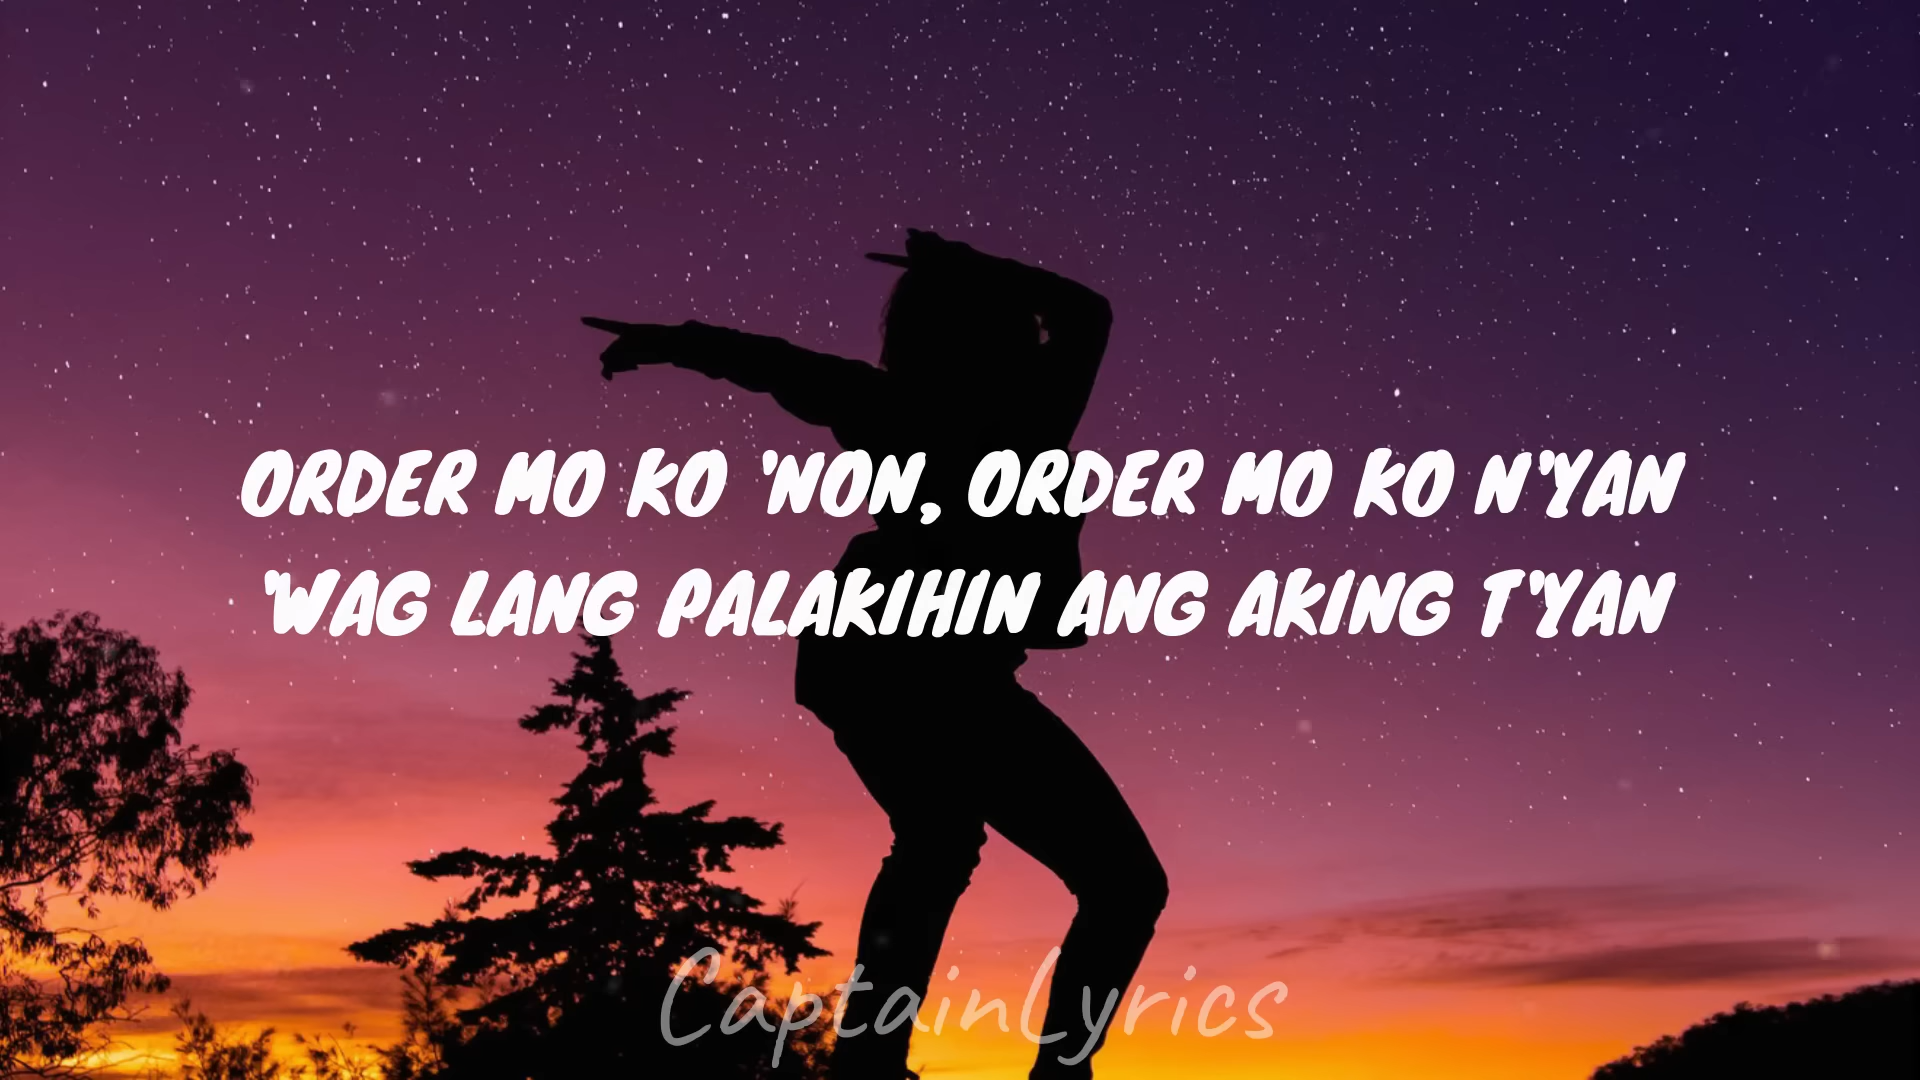 ORDER MO KO 'NON, ORDER MO KO N'YAN
'WAG LANG PALAKIHIN ANG AKING T'YAN
CaptainLyrics